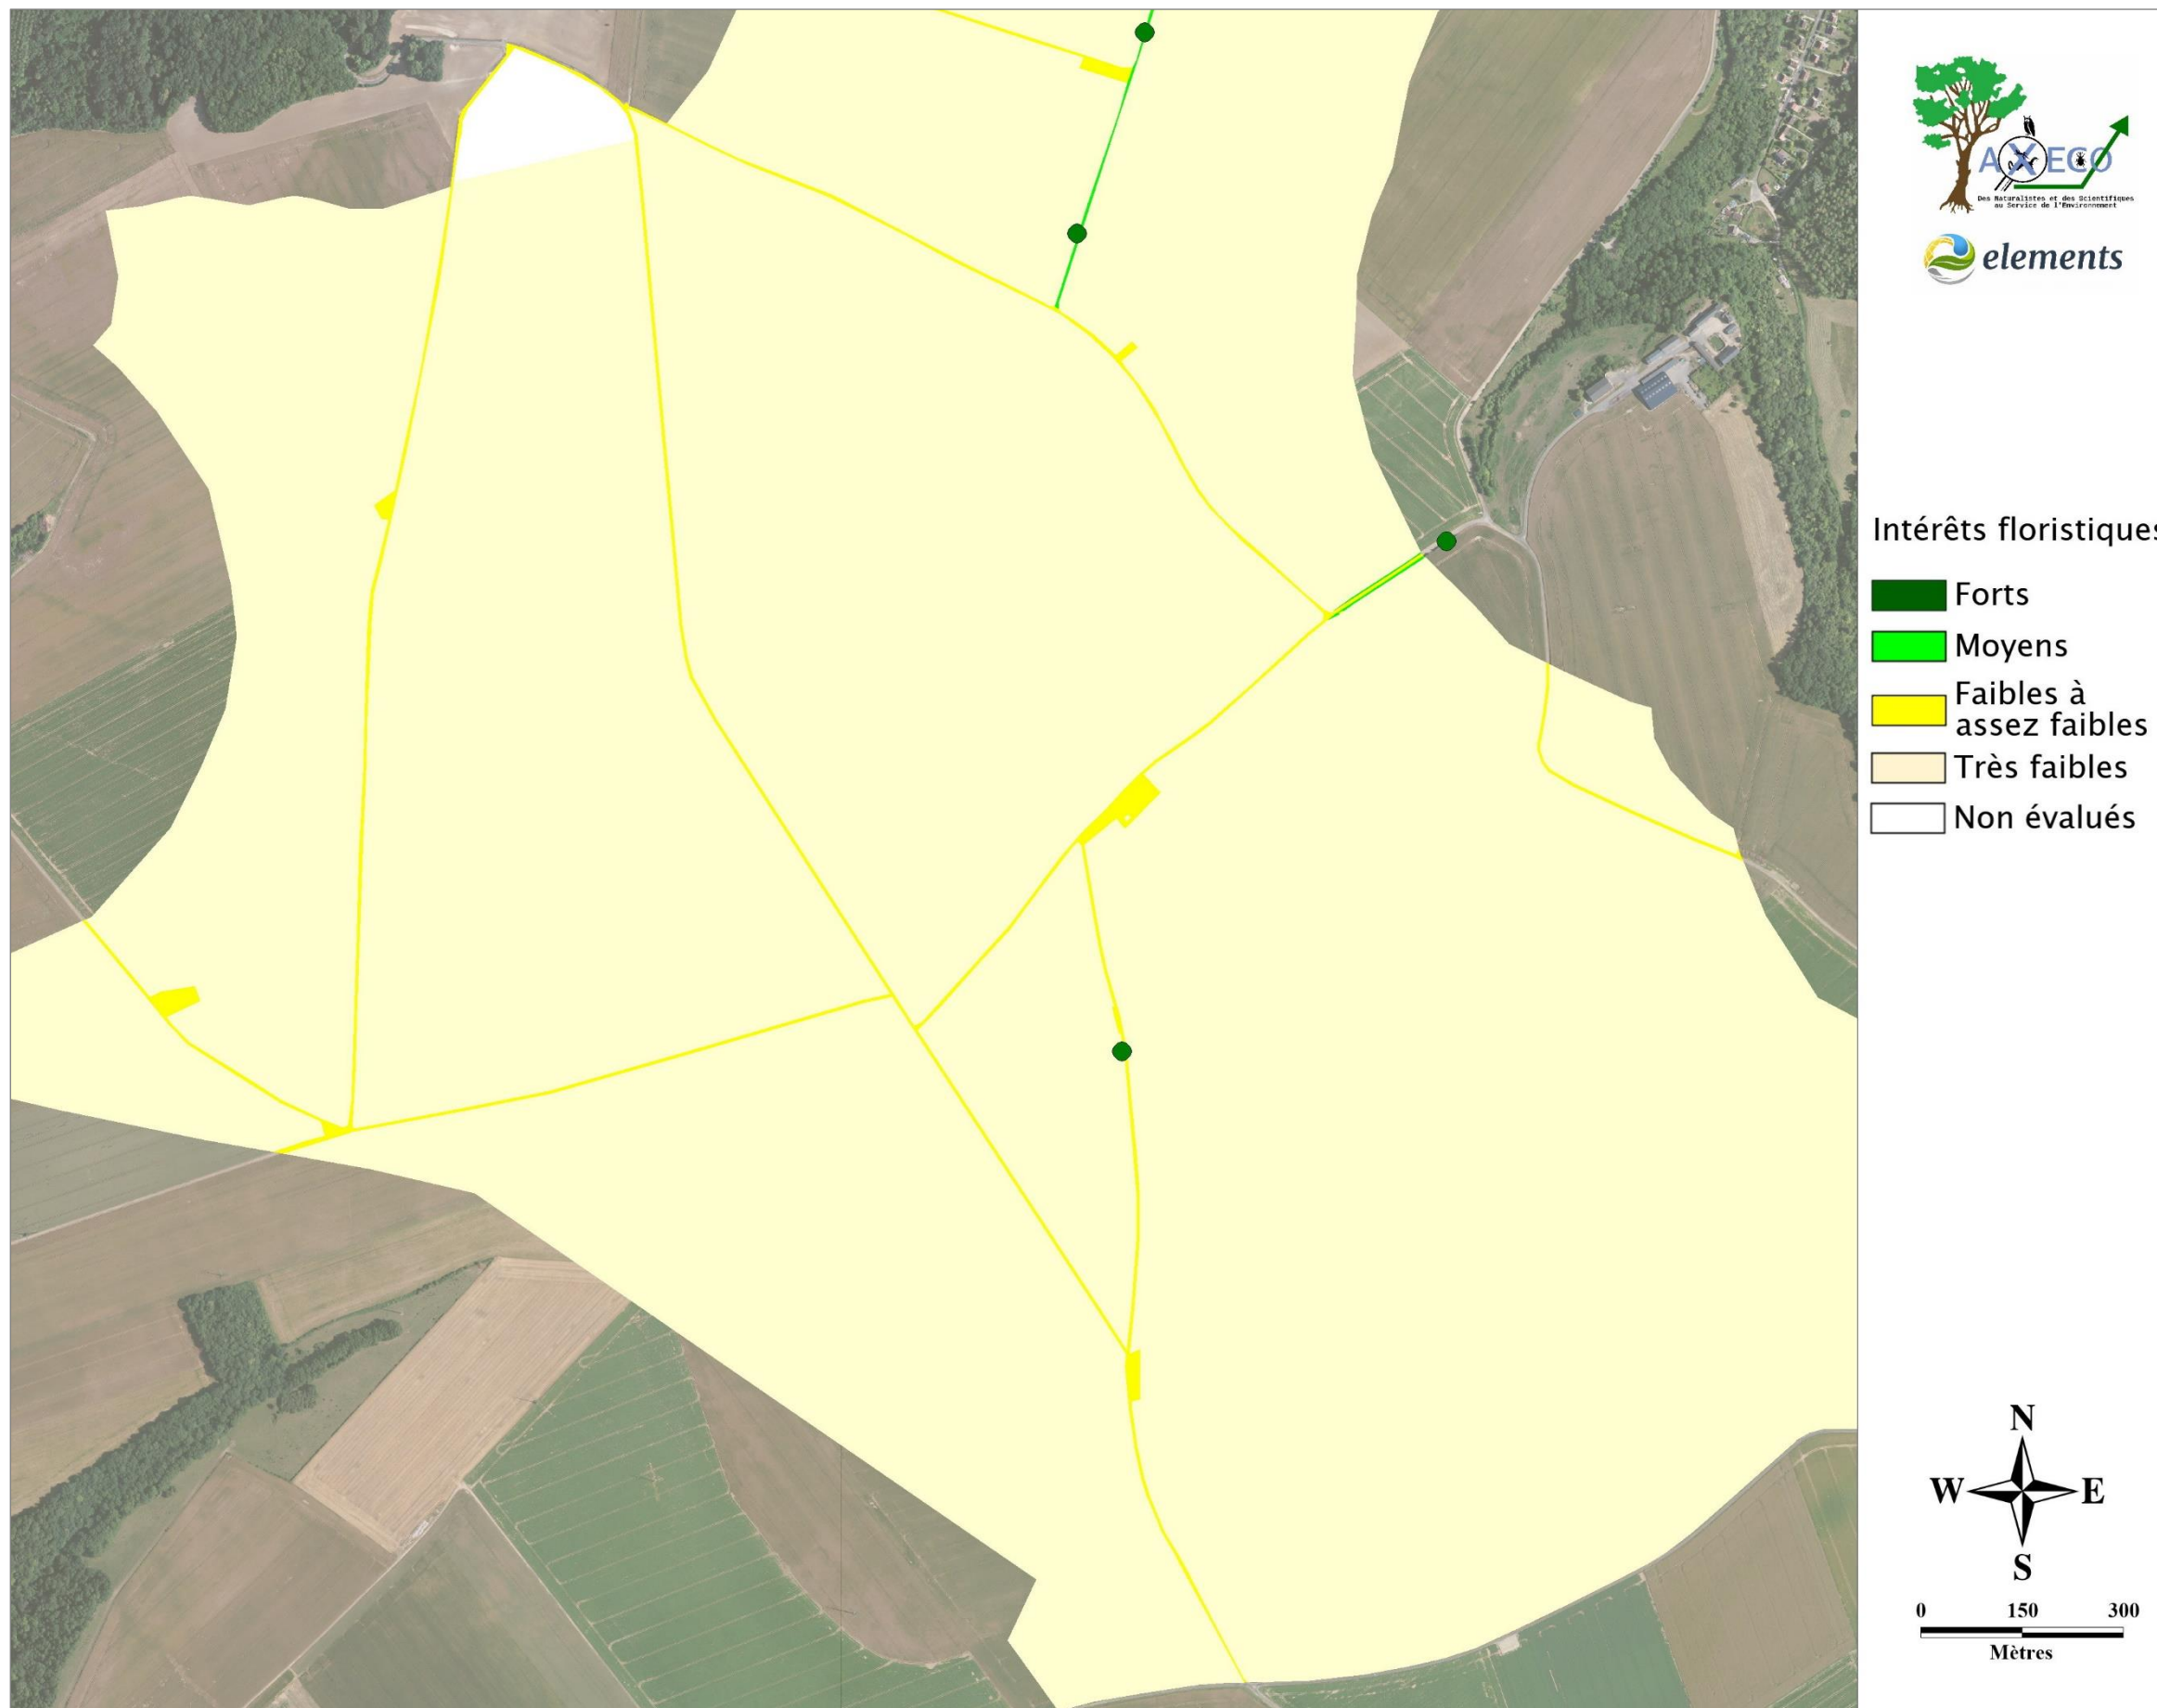 AXECO
Des Naturalistes et des Scientifiques
au Service de l'Environnement
elements
Intérêts floristiques
Forts
Moyens
Faibles à
assez faibles
Très faibles
Non évalués
N
W E
S
0 150 300
Mètres